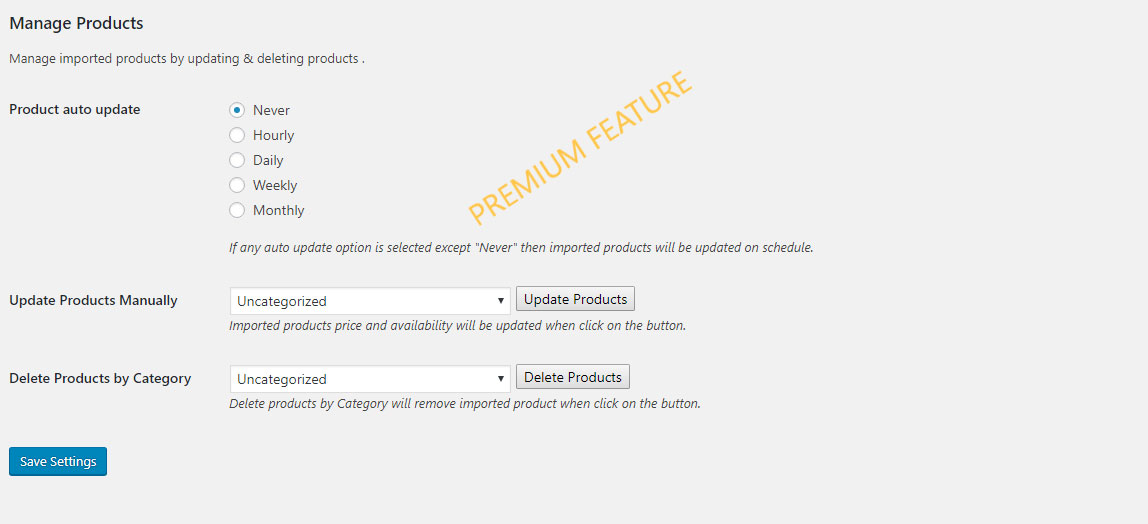 Manage Products
Manage imported products by updating & deleting products .
PREMIUM FEATURE
Product auto update
Never
Hourly
Daily
Weekly
Monthly
If any auto update option is selected except "Never" then imported products will be updated on schedule.
Update Products Manually
Uncategorized
Update Products
Imported products price and availability will be updated when click on the button.
Delete Products by Category
Uncategorized
Delete Products
Delete products by Category will remove imported product when click on the button.
Save Settings